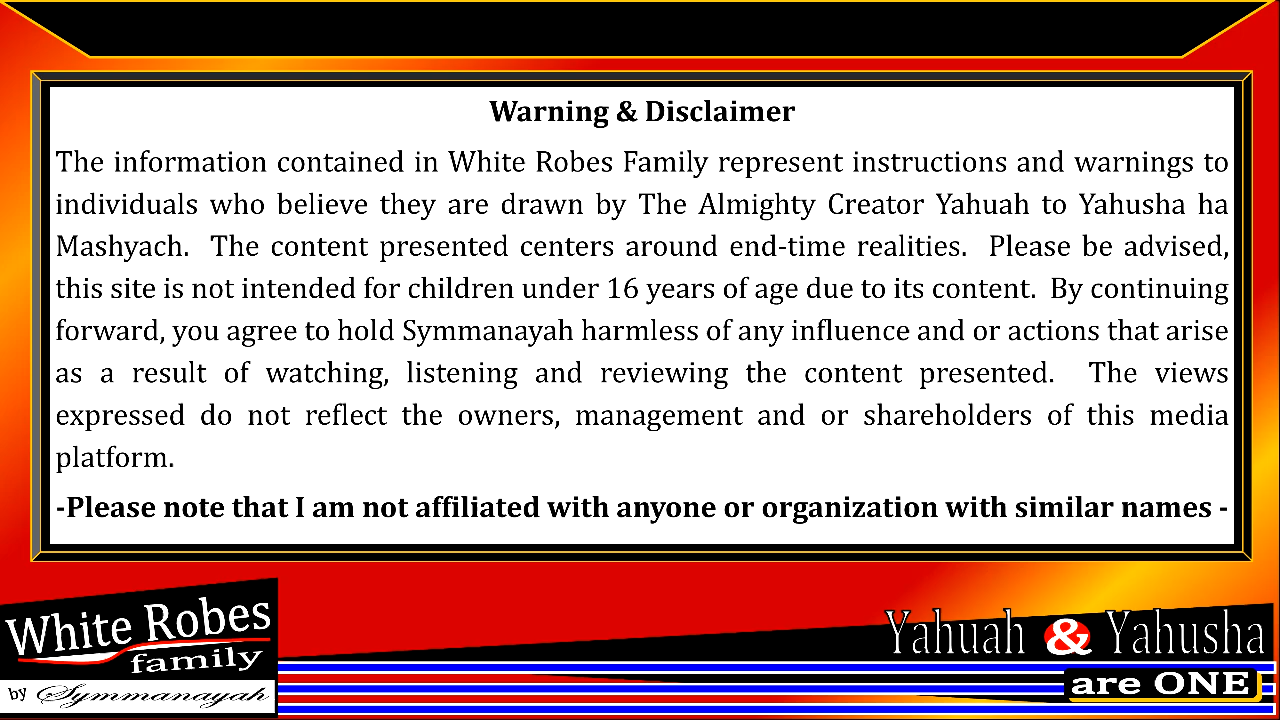 Warning & Disclaimer
The information contained in White Robes Family represent instructions and warnings to
individuals who believe they are drawn by The Almighty Creator Yahuah to Yahusha ha
Mashyach.  The content presented centers around end-time realities.  Please be advised,
this site is not intended for children under 16 years of age due to its content.  By continuing
forward, you agree to hold Symmanayah harmless of any influence and or actions that arise
as a result of watching, listening and reviewing the content presented.  The views
expressed do not reflect the owners, management and or shareholders of this media
platform.
-Please note that I am not affiliated with anyone or organization with similar names -
White Robes
family
by Symmanayah
Yahuah & Yahusha
are ONE